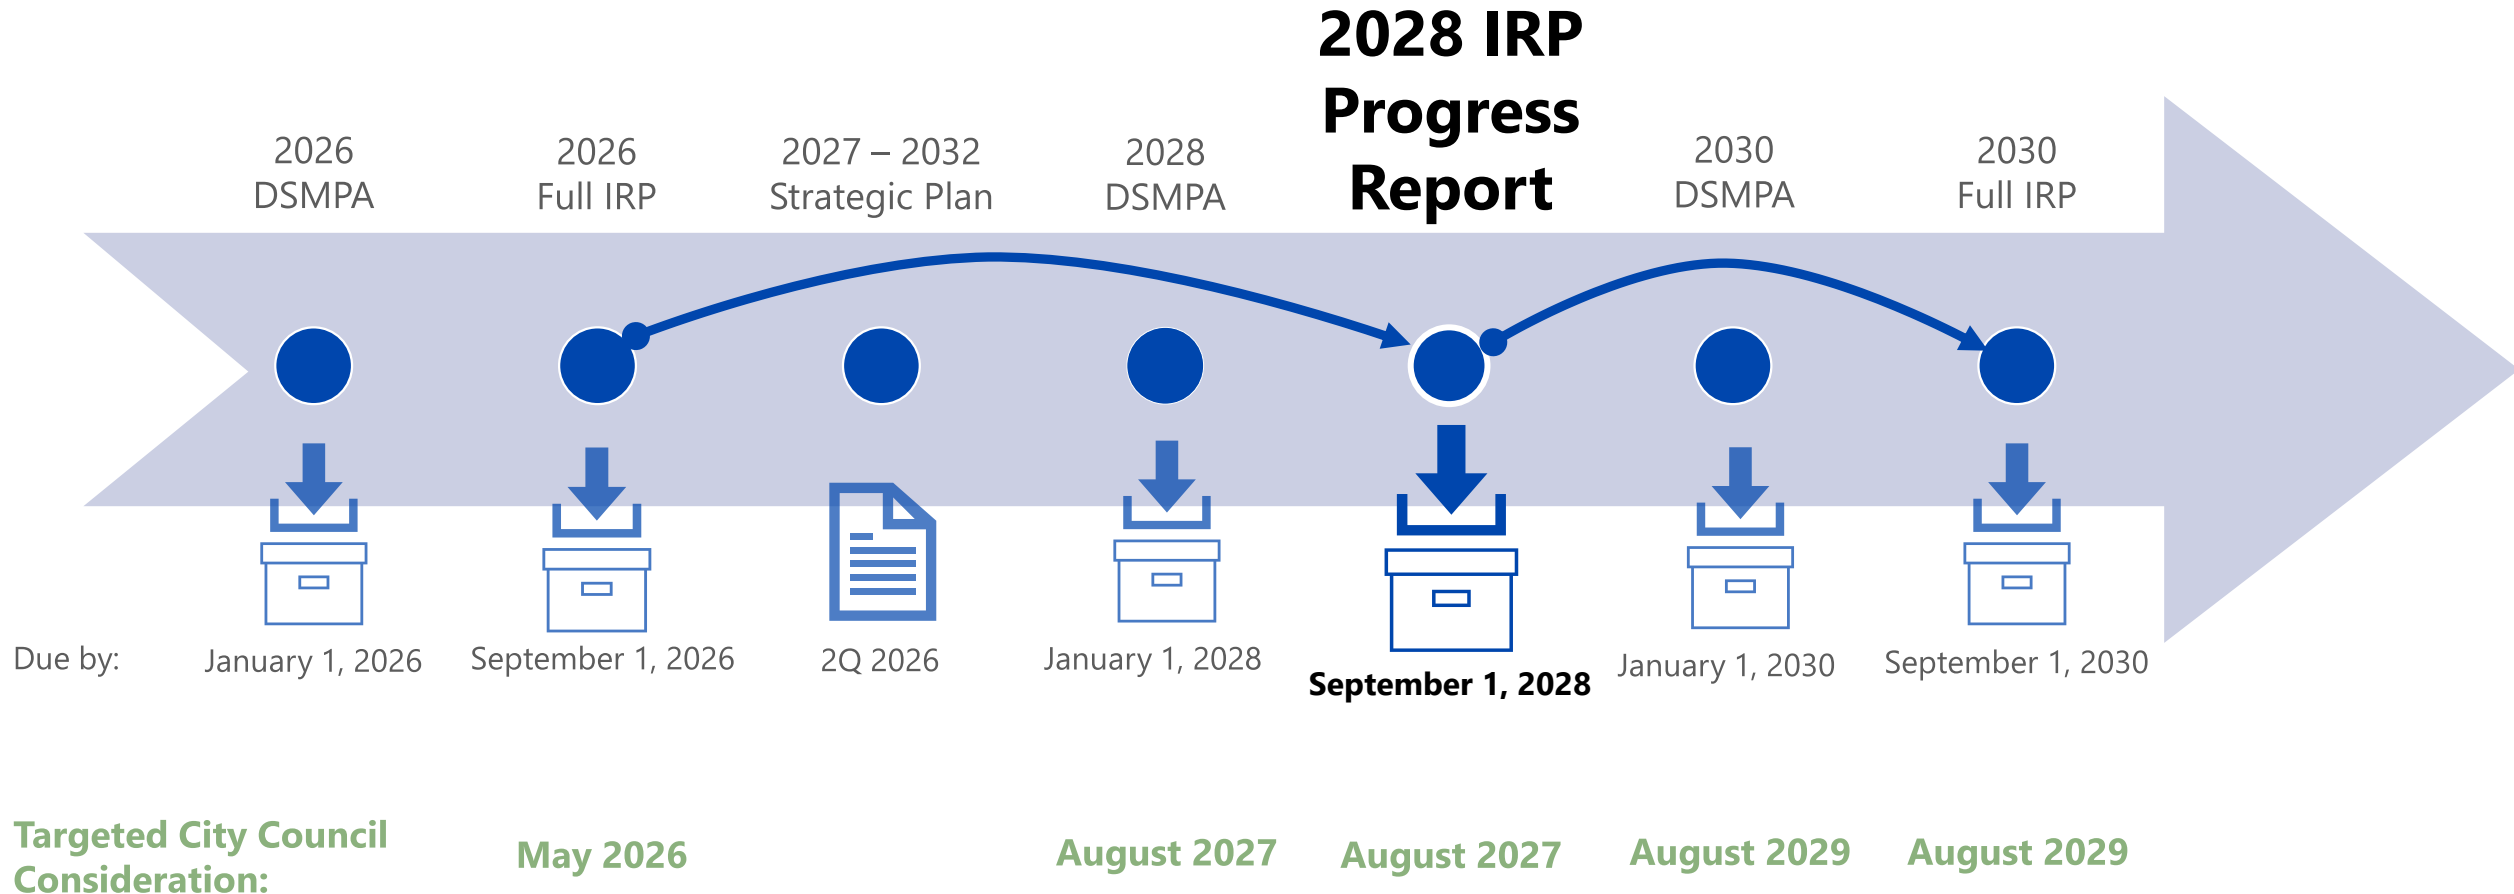 2026
DSMPA
2026
Full IRP
2027 – 2032
Strategic Plan
2028
DSMPA
2028 IRP
Progress
Report
2030
DSMPA
2030
Full IRP
Due by:
January 1, 2026
September 1, 2026
2Q 2026
January 1, 2028
September 1, 2028
January 1, 2030
September 1, 2030
Targeted City Council
Consideration:
May 2026
August 2027
August 2027
August 2029
August 2029